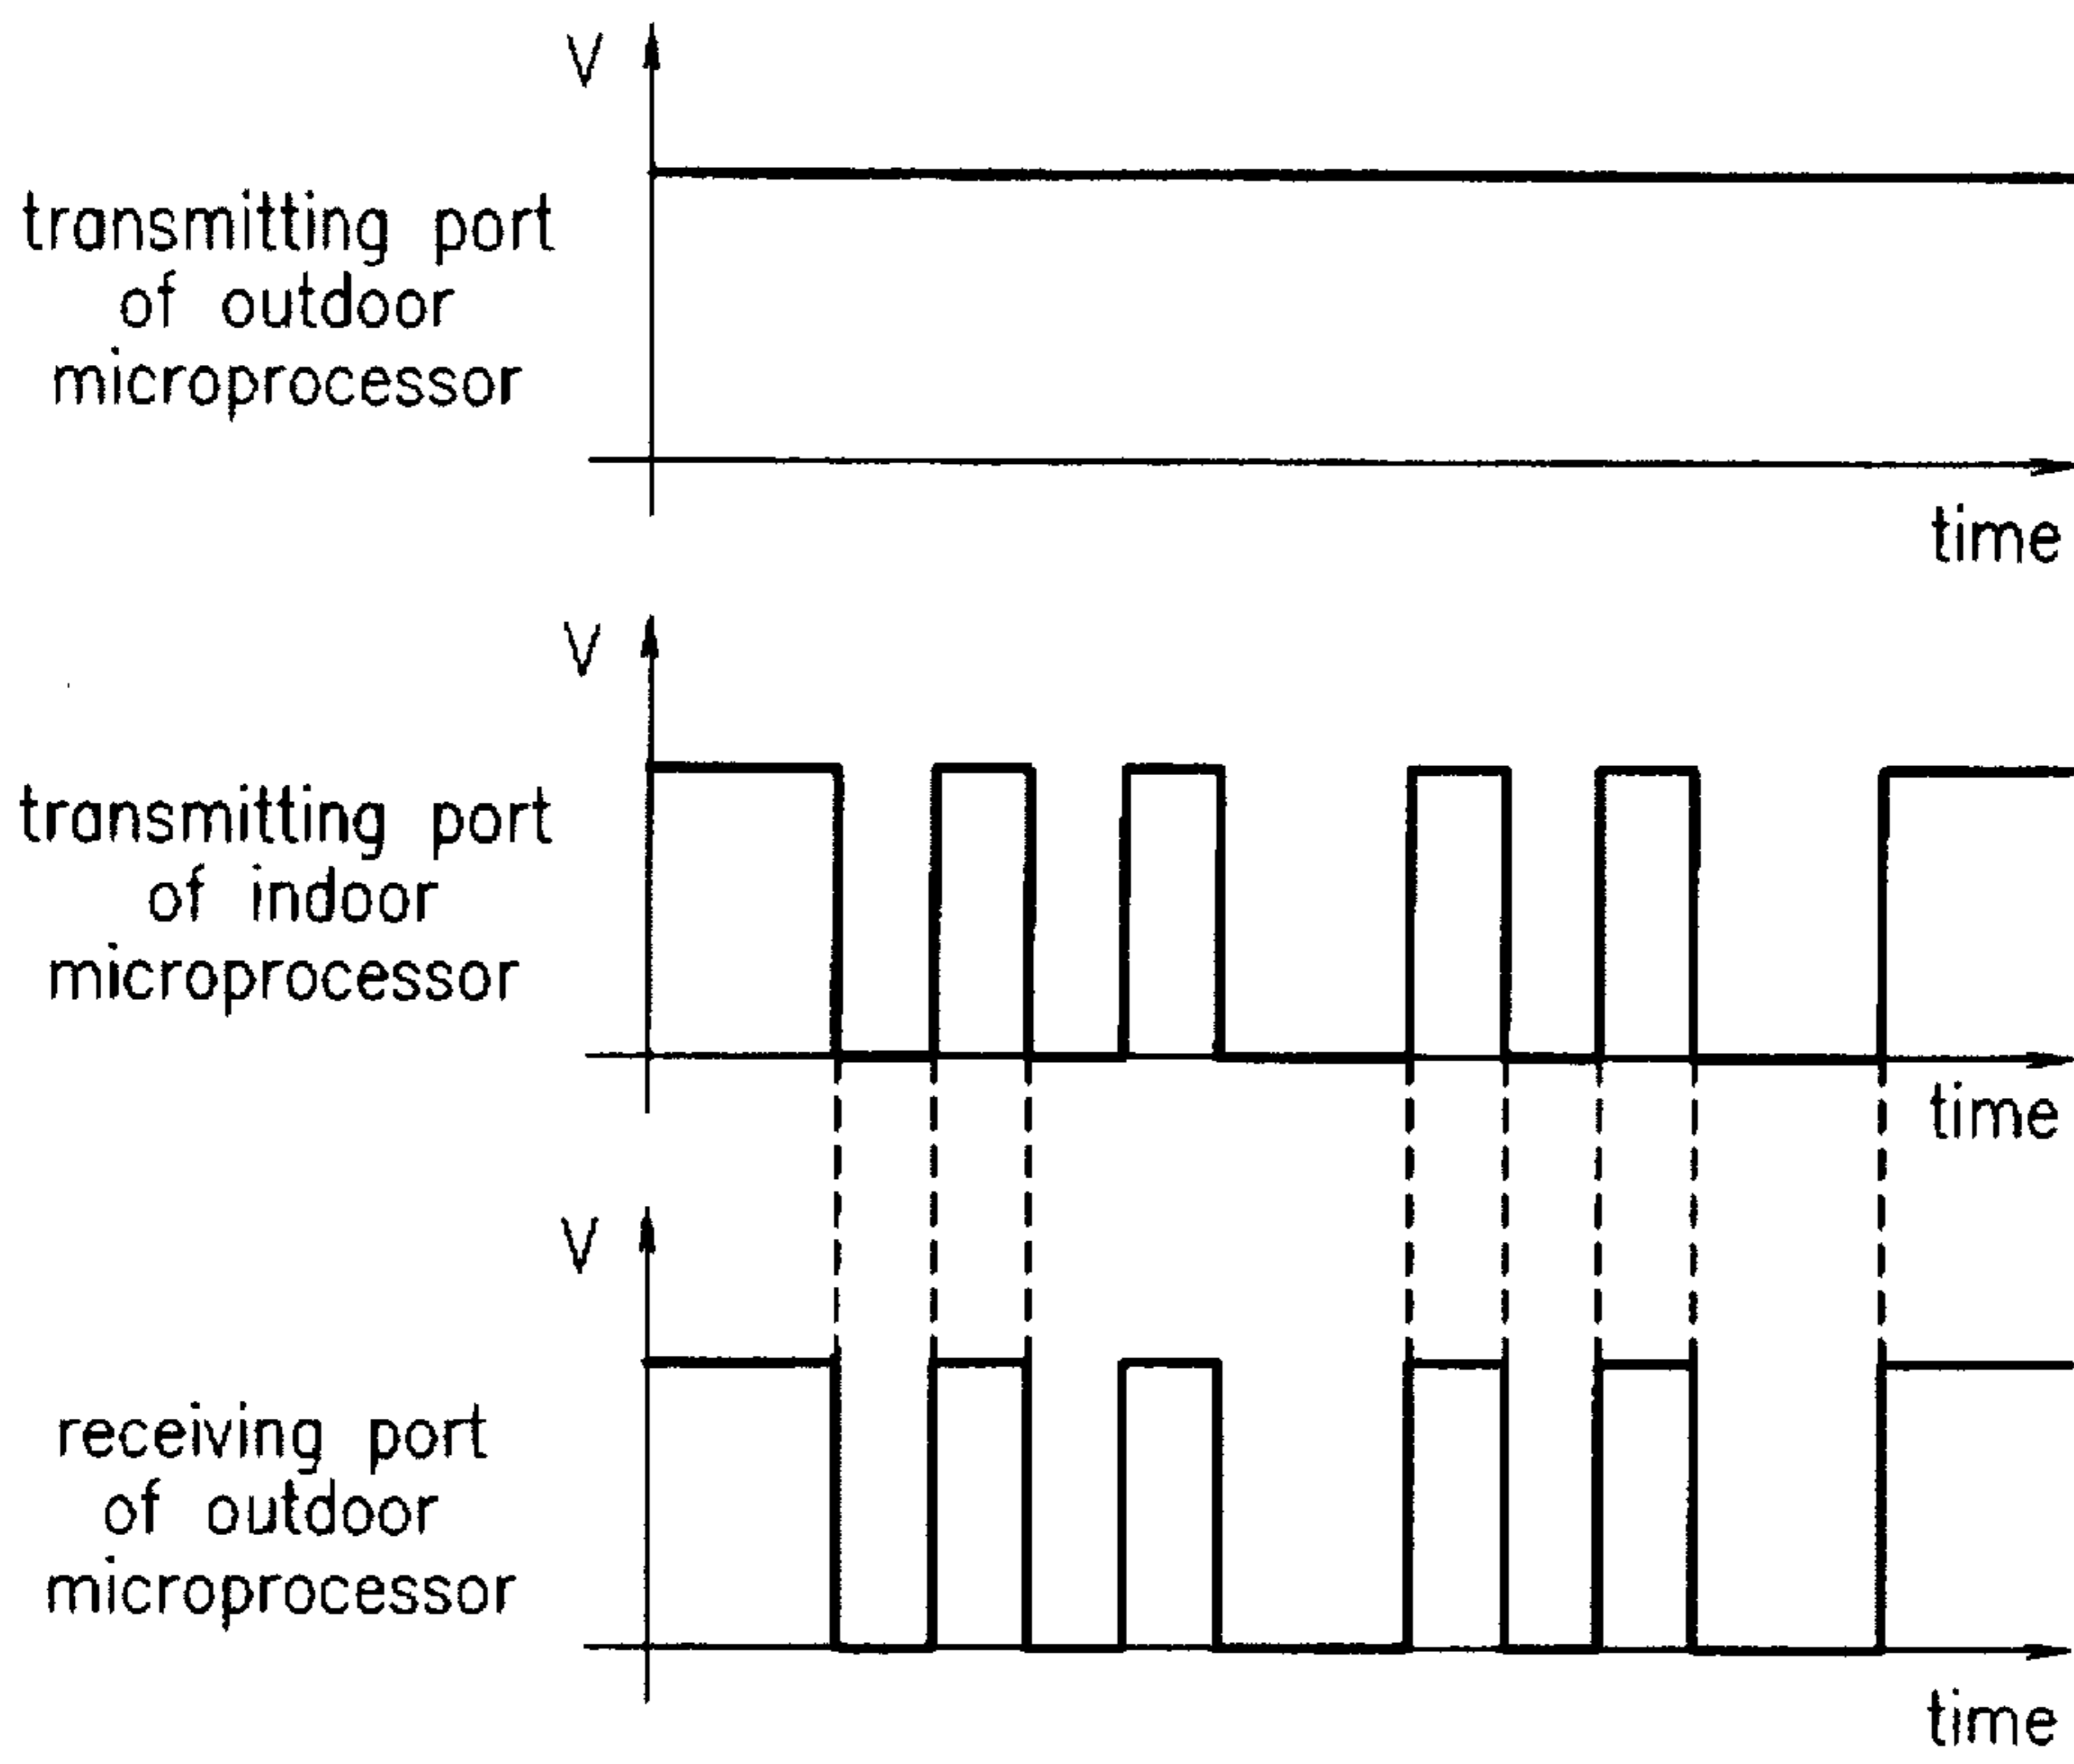 V
transmitting port
of outdoor
microprocessor
time
V
transmitting port
of indoor
microprocessor
time
V
receiving port
of outdoor
microprocessor
time